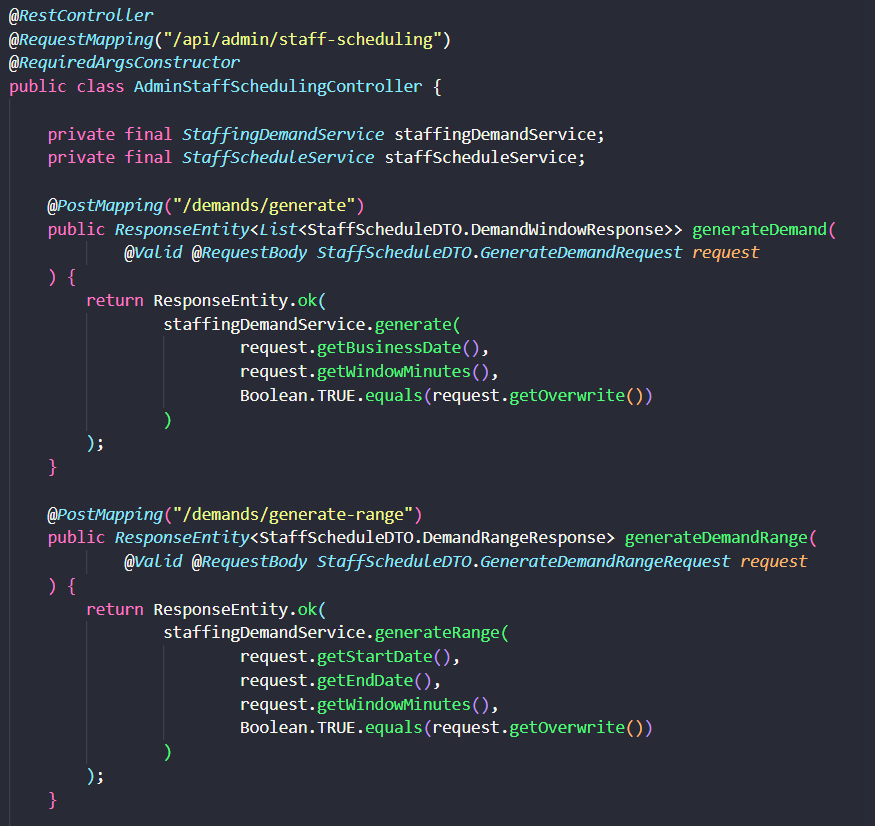 @RestController
@RequestMapping("/api/admin/staff-scheduling")
@RequiredArgsConstructor
public class AdminStaffSchedulingController {
private final StaffingDemandService staffingDemandService;
private final StaffScheduleService staffScheduleService;
@PostMapping("/demands/generate")
public ResponseEntity<List<StaffScheduleDTO.DemandWindowResponse>> generateDemand(
@Valid @RequestBody StaffScheduleDTO.GenerateDemandRequest request
) {
return ResponseEntity.ok(
staffingDemandService.generate(
request.getBusinessDate(),
request.getWindowMinutes(),
Boolean.TRUE.equals(request.getOverwrite())
)
);
}
@PostMapping("/demands/generate-range")
public ResponseEntity<StaffScheduleDTO.DemandRangeResponse> generateDemandRange(
@Valid @RequestBody StaffScheduleDTO.GenerateDemandRangeRequest request
) {
return ResponseEntity.ok(
staffingDemandService.generateRange(
request.getStartDate(),
request.getEndDate(),
request.getWindowMinutes(),
Boolean.TRUE.equals(request.getOverwrite())
)
);
}